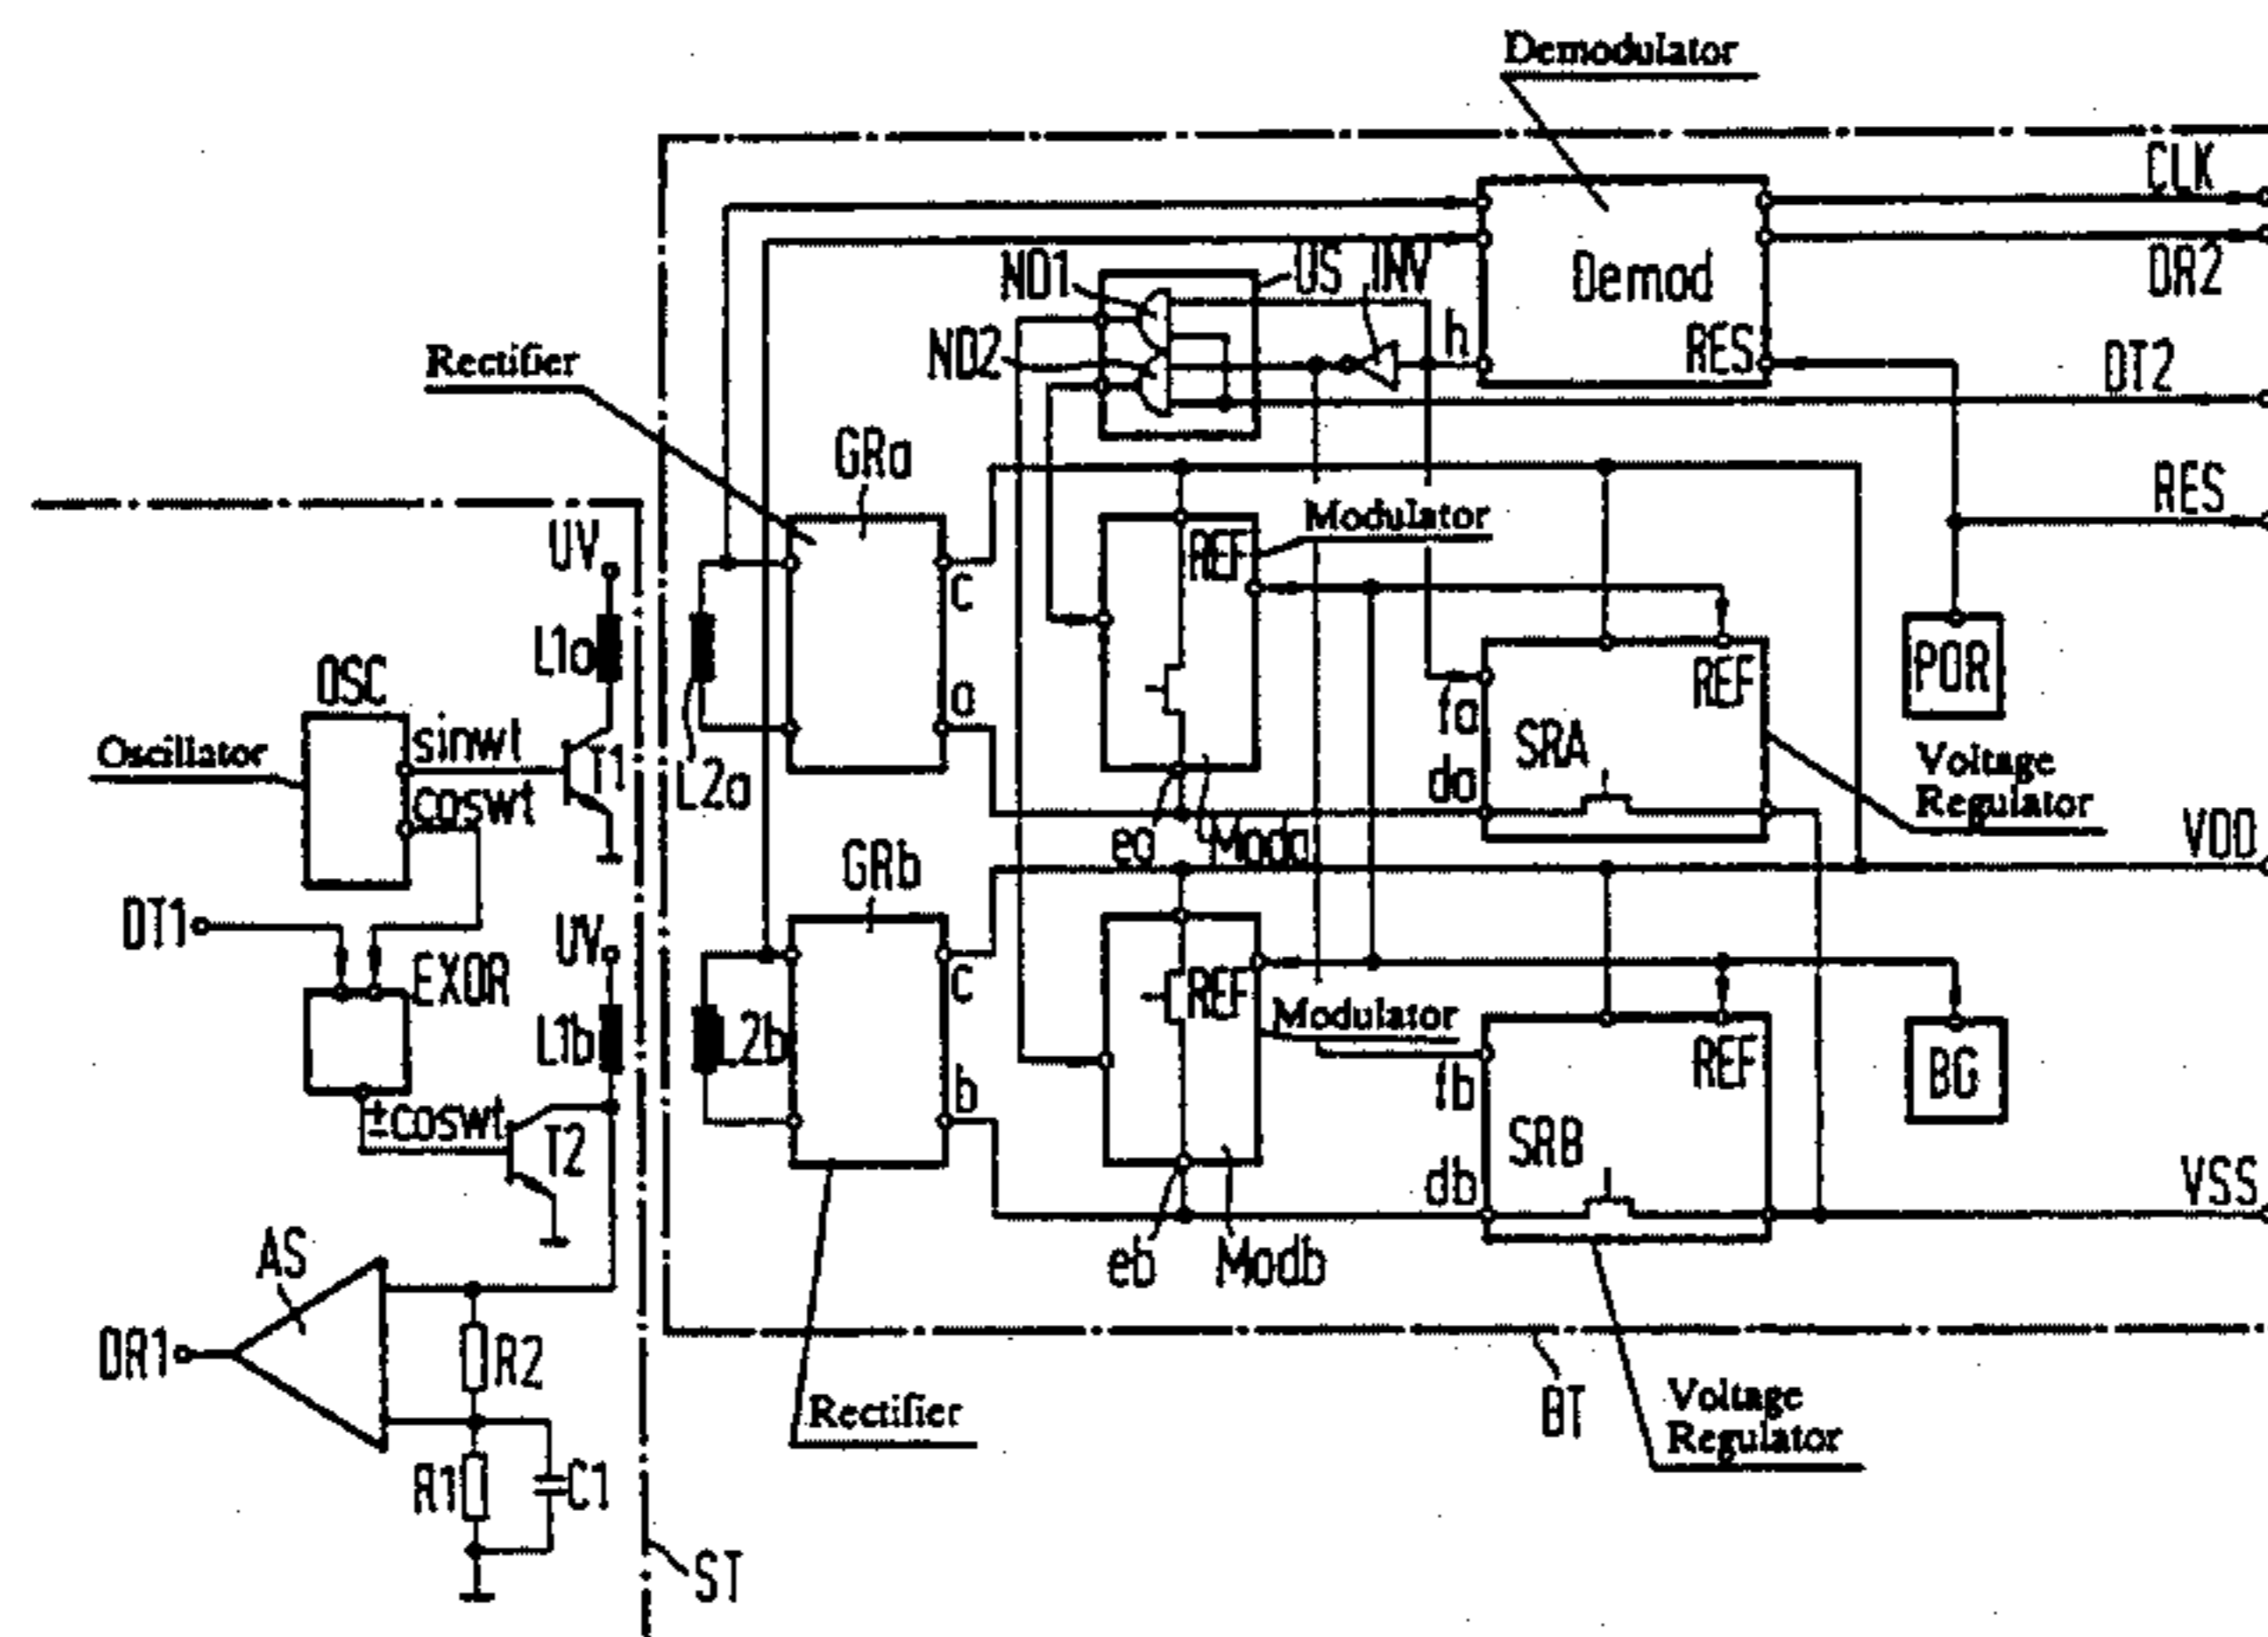 Demodulator
CLK
ND1
US
INV
Demod
DR2
ND2
h
RES
DT2
Rectifier
GRa
RES
UV
Modulator
REF
C
L1a
OSC
a
fa
REF
POR
Oscillator
sinwt
T1
L2a
SRA
Voltage
Regulator
coswt
da
ea
Moda
VDD
GRb
DT1
UV
EXOR
C
REF
Modulator
L1b
L2b
REF
BG
b
fb
±coswt
T2
SRB
db
VSS
AS
eb
Modb
DR1
R2
Rectifier
BT
Voltage
Regulator
R1
C1
ST